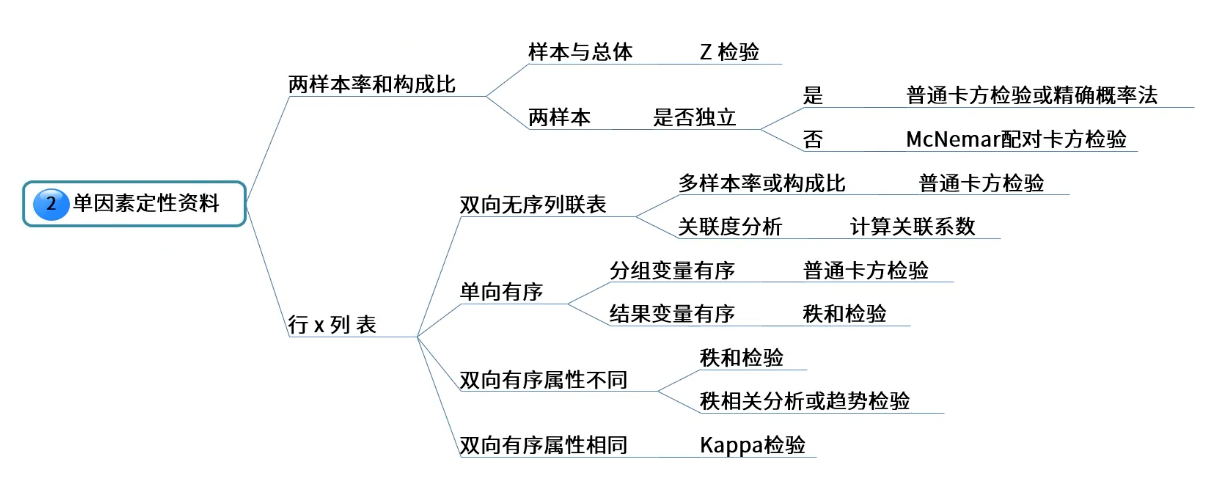 样本与总体 Z 检验
两样本率和构成比
是 普通卡方检验或精确概率法
两样本 是否独立
否 McNemar配对卡方检验
2 单因素定性资料
多样本率或构成比 普通卡方检验
双向无序列联表
关联度分析 计算关联系数
分组变量有序 普通卡方检验
单向有序
结果变量有序 秩和检验
行 x 列 表
秩和检验
双向有序属性不同
秩相关分析或趋势检验
双向有序属性相同 Kappa检验